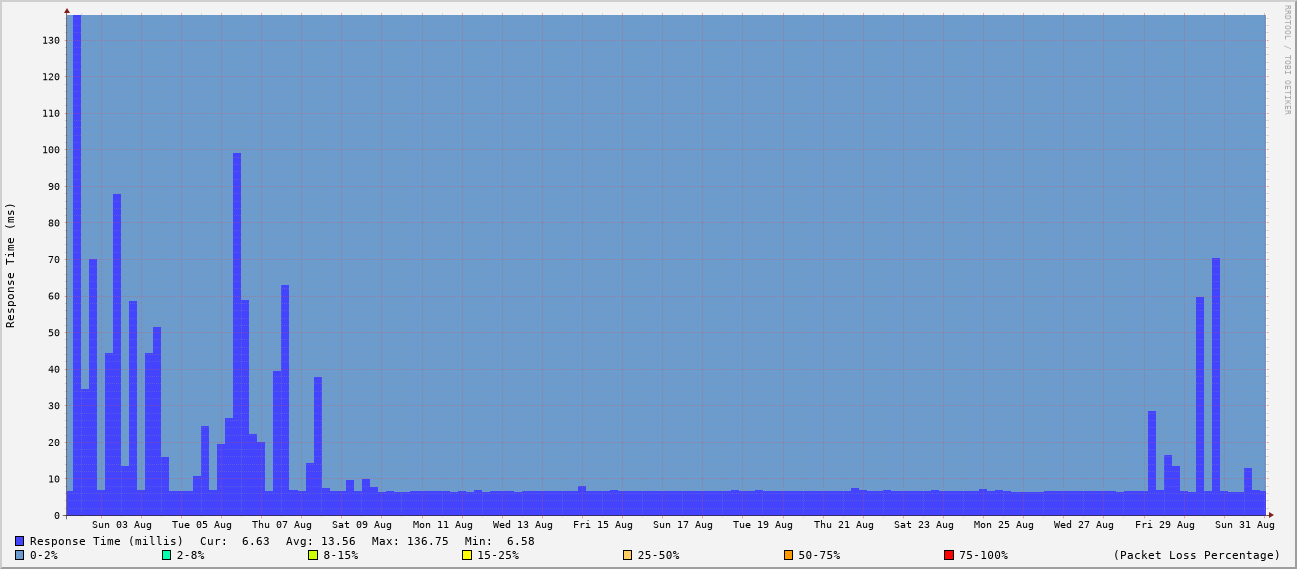 RRDTOOL / TOBI OETIKER
Response Time (ms)
130
120
110
100
90
80
70
60
50
40
30
20
10
0
Sun 03 Aug Tue 05 Aug Thu 07 Aug Sat 09 Aug Mon 11 Aug Wed 13 Aug Fri 15 Aug Sun 17 Aug Tue 19 Aug Thu 21 Aug Sat 23 Aug Mon 25 Aug Wed 27 Aug Fri 29 Aug Sun 31 Aug
Response Time (millis) Cur: 6.63 Avg: 13.56 Max: 136.75 Min: 6.58
0-2% 2-8% 8-15% 15-25% 25-50% 50-75% 75-100% (Packet Loss Percentage)